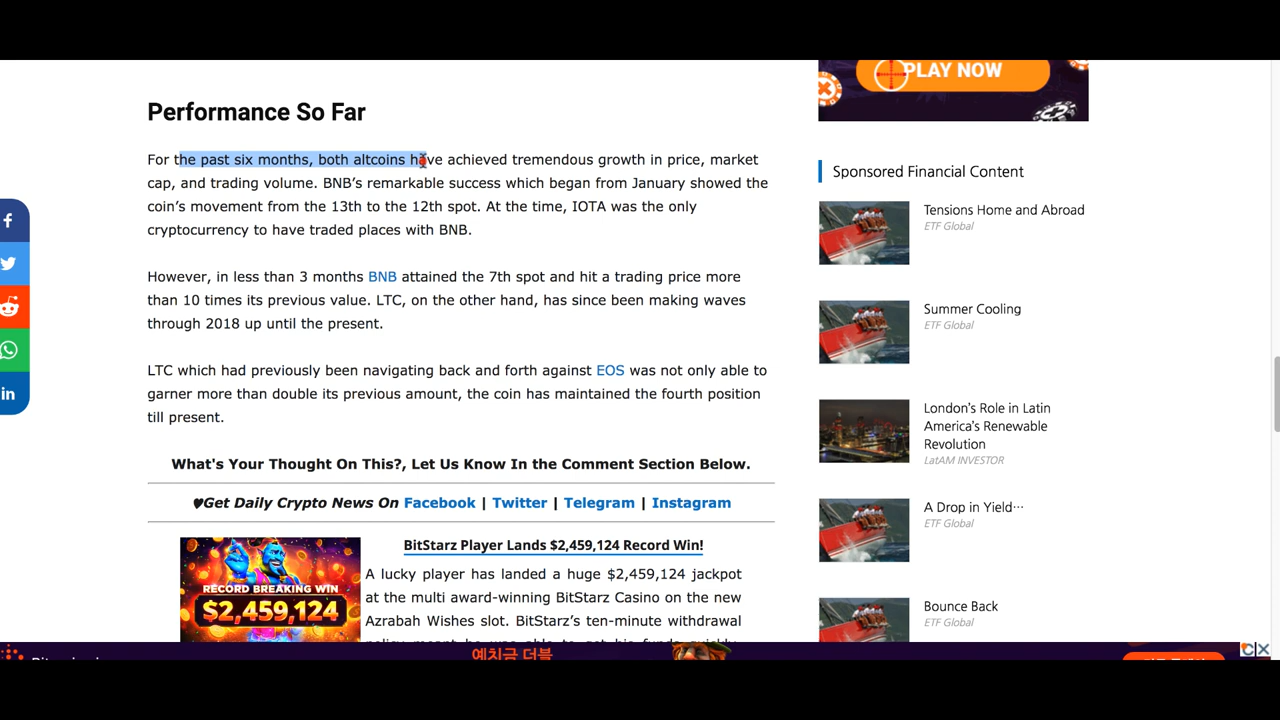 PLAY NOW
Performance So Far
For the past six months, both altcoins have achieved tremendous growth in price, market
cap, and trading volume. BNB’s remarkable success which began from January showed the
coin’s movement from the 13th to the 12th spot. At the time, IOTA was the only
cryptocurrency to have traded places with BNB.
However, in less than 3 months BNB attained the 7th spot and hit a trading price more
than 10 times its previous value. LTC, on the other hand, has since been making waves
through 2018 up until the present.
LTC which had previously been navigating back and forth against EOS was not only able to
garner more than double its previous amount, the coin has maintained the fourth position
till present.
What's Your Thought On This?, Let Us Know In the Comment Section Below.
♥Get Daily Crypto News On Facebook | Twitter | Telegram | Instagram
RECORD BREAKING WIN
$2,459,124
BitStarz Player Lands $2,459,124 Record Win!
A lucky player has landed a huge $2,459,124 jackpot
at the multi award-winning BitStarz Casino on the new
Azrabah Wishes slot. BitStarz’s ten-minute withdrawal
Sponsored Financial Content
Tensions Home and Abroad
ETF Global
Summer Cooling
ETF Global
London’s Role in Latin
America’s Renewable
Revolution
LatAM INVESTOR
A Drop in Yield…
ETF Global
Bounce Back
ETF Global
예치금 더블